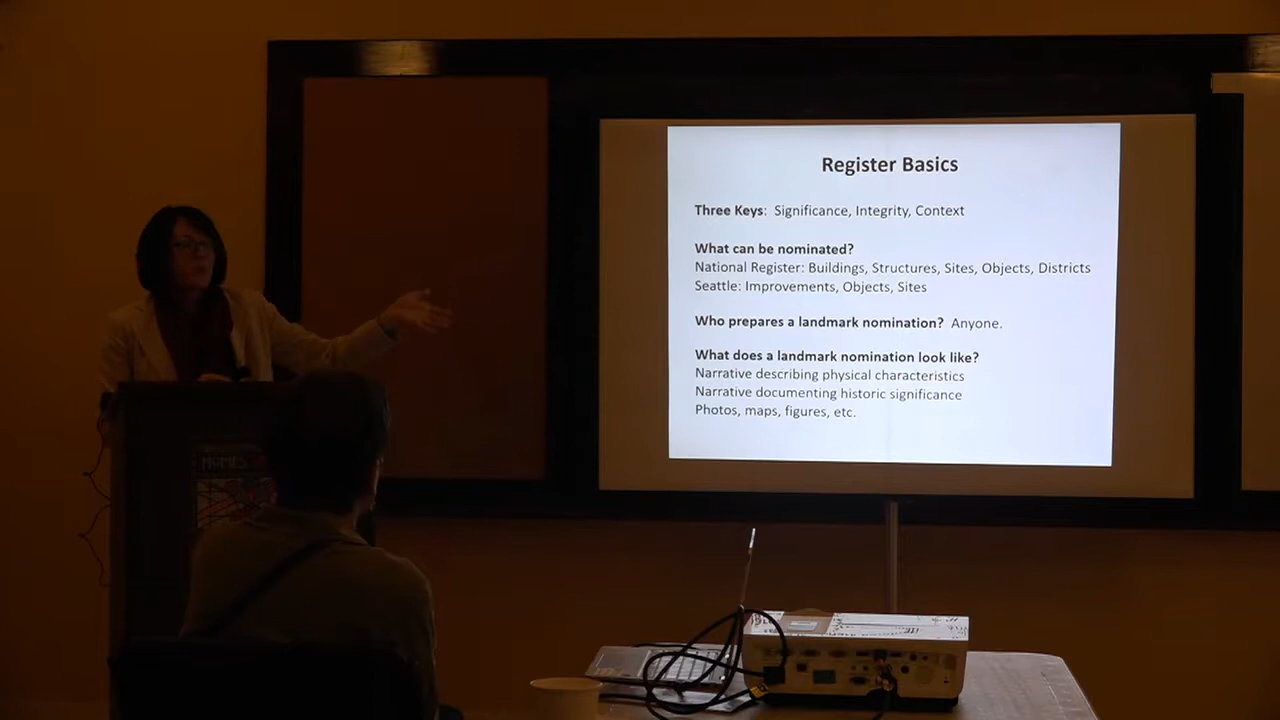 Register Basics
Three Keys: Significance, Integrity, Context
What can be nominated?
National Register: Buildings, Structures, Sites, Objects, Districts
Seattle: Improvements, Objects, Sites
Who prepares a landmark nomination? Anyone.
What does a landmark nomination look like?
Narrative describing physical characteristics
Narrative documenting historic significance
Photos, maps, figures, etc.
HOMES